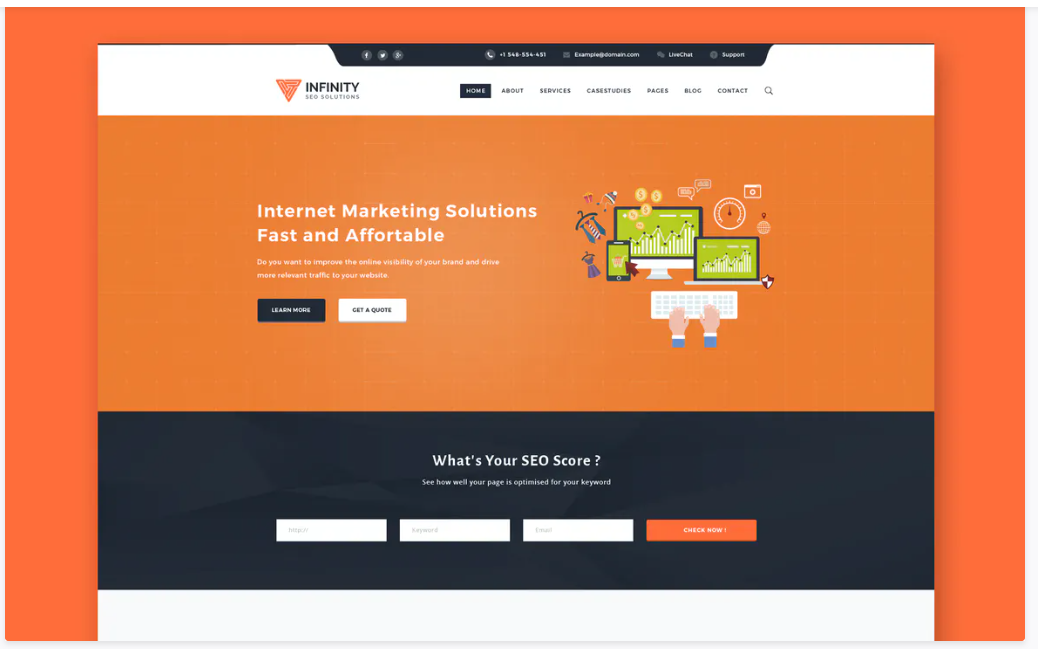 +1 546-554-451 Example@domain.com LiveChat Support
INFINITY
SEO SOLUTIONS
HOME ABOUT SERVICES CASESTUDIES PAGES BLOG CONTACT
Internet Marketing Solutions
Fast and Affortable
Do you want to improve the online visibility of your brand and drive
more relevant traffic to your website.
LEARN MORE GET A QUOTE
What's Your SEO Score ?
See how well your page is optimised for your keyword
http:// Keyword Email CHECK NOW !